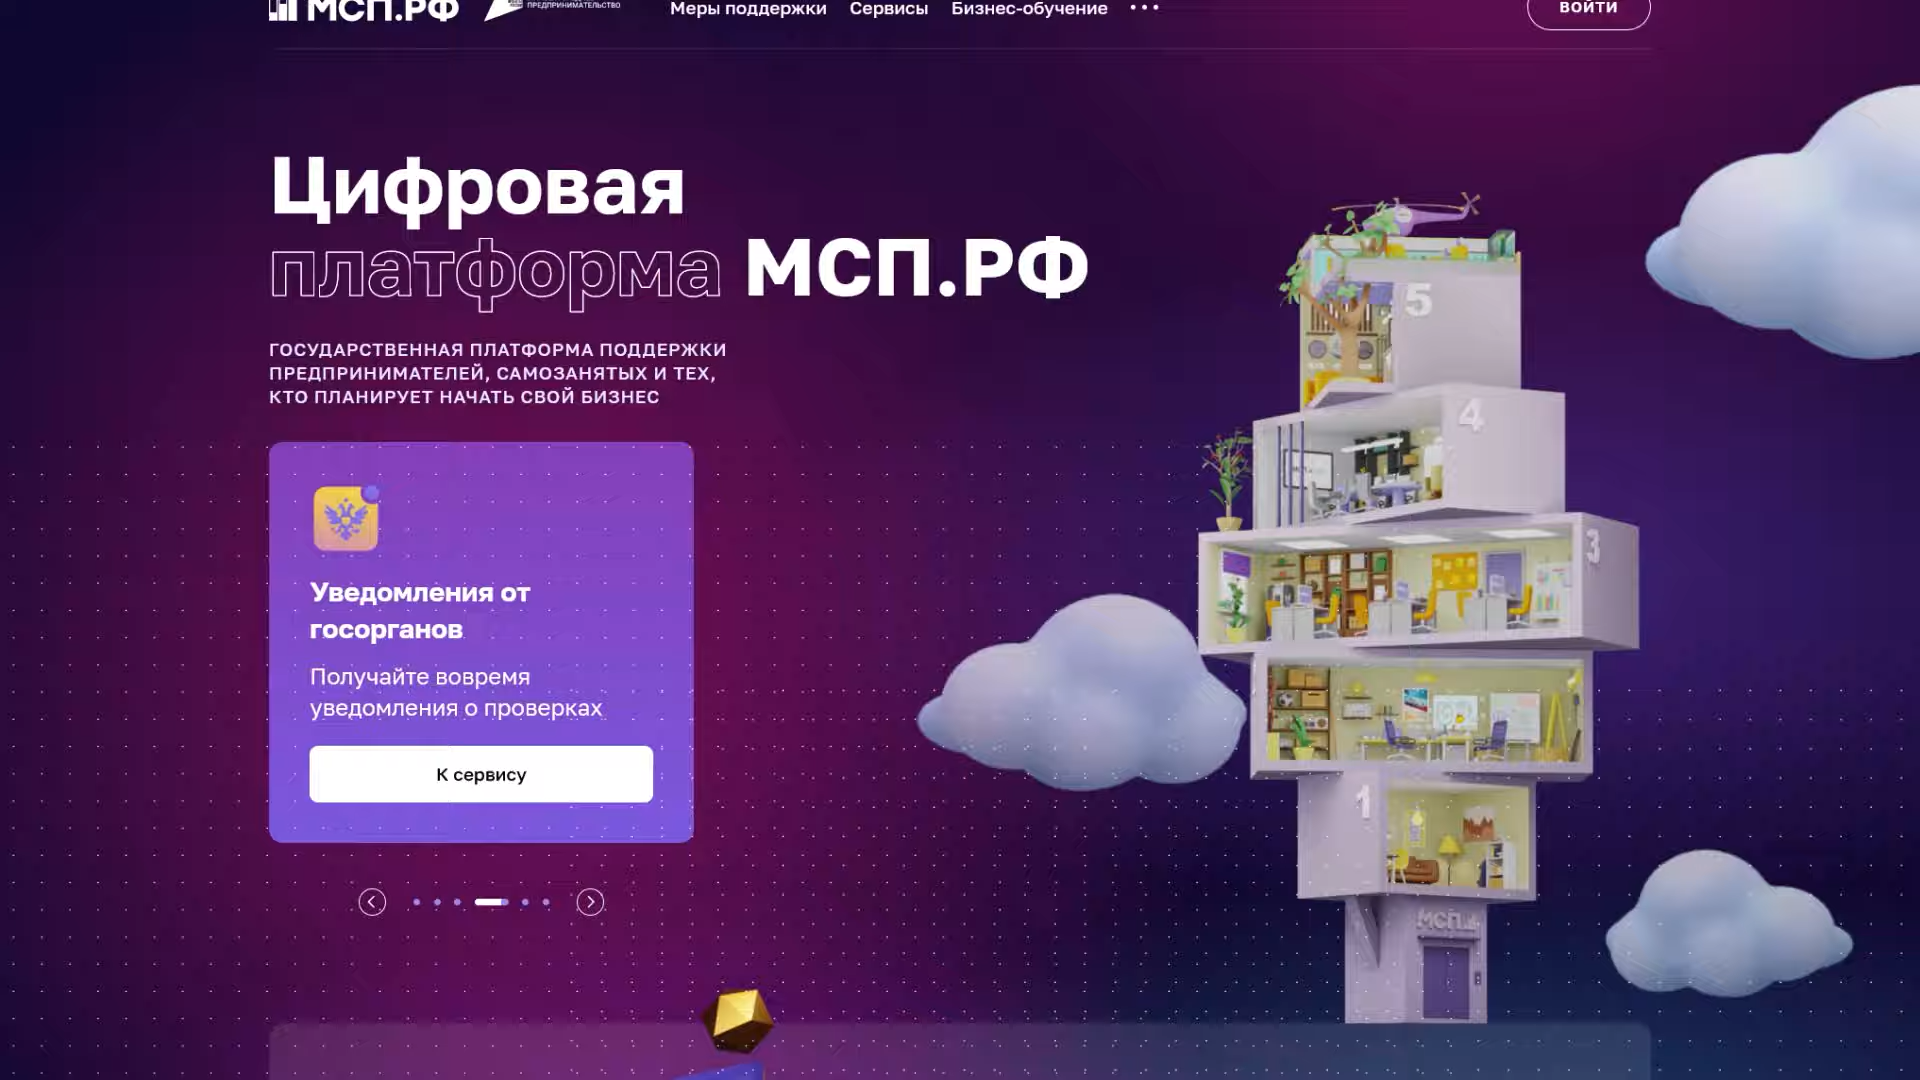 МСП.РФ
ПРЕДПРИНИМАТЕЛЬСТВО
Меры поддержки
Сервисы
Бизнес-обучение
ВОЙТИ
Цифровая
платформа МСП.РФ
ГОСУДАРСТВЕННАЯ ПЛАТФОРМА ПОДДЕРЖКИ
ПРЕДПРИНИМАТЕЛЕЙ, САМОЗАНЯТЫХ И ТЕХ,
КТО ПЛАНИРУЕТ НАЧАТЬ СВОЙ БИЗНЕС
Уведомления от
госорганов
Получайте вовремя
уведомления о проверках
К сервису
5
4
3
1